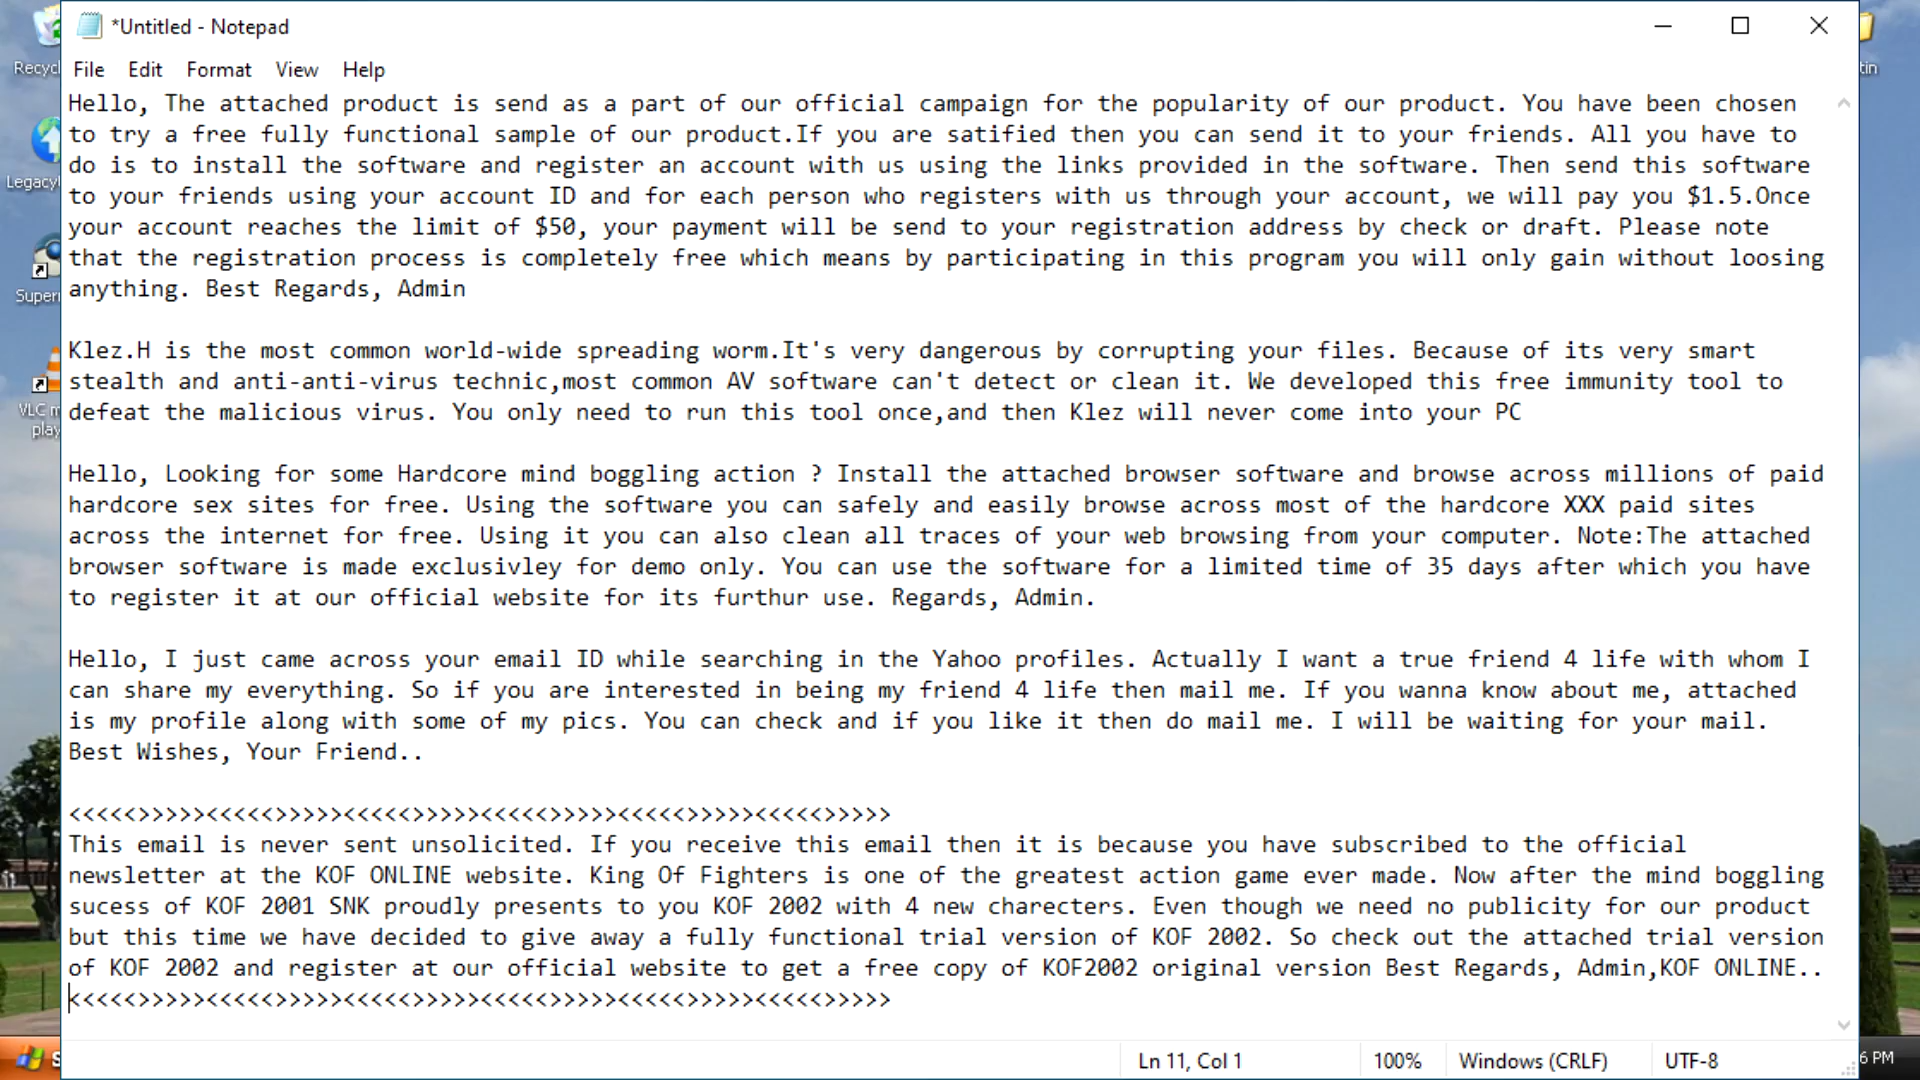 *Untitled - Notepad
File Edit Format View Help
Hello, The attached product is send as a part of our official campaign for the popularity of our product. You have been chosen
to try a free fully functional sample of our product.If you are satified then you can send it to your friends. All you have to
do is to install the software and register an account with us using the links provided in the software. Then send this software
to your friends using your account ID and for each person who registers with us through your account, we will pay you $1.5.Once
your account reaches the limit of $50, your payment will be send to your registration address by check or draft. Please note
that the registration process is completely free which means by participating in this program you will only gain without loosing
anything. Best Regards, Admin
Klez.H is the most common world-wide spreading worm.It's very dangerous by corrupting your files. Because of its very smart
stealth and anti-anti-virus technic,most common AV software can't detect or clean it. We developed this free immunity tool to
defeat the malicious virus. You only need to run this tool once,and then Klez will never come into your PC
Hello, Looking for some Hardcore mind boggling action ? Install the attached browser software and browse across millions of paid
hardcore sex sites for free. Using the software you can safely and easily browse across most of the hardcore XXX paid sites
across the internet for free. Using it you can also clean all traces of your web browsing from your computer. Note:The attached
browser software is made exclusivley for demo only. You can use the software for a limited time of 35 days after which you have
to register it at our official website for its furthur use. Regards, Admin.
Hello, I just came across your email ID while searching in the Yahoo profiles. Actually I want a true friend 4 life with whom I
can share my everything. So if you are interested in being my friend 4 life then mail me. If you wanna know about me, attached
is my profile along with some of my pics. You can check and if you like it then do mail me. I will be waiting for your mail.
Best Wishes, Your Friend..
<<<<<>>>>><<<<<>>>>><<<<<>>>>><<<<<>>>>><<<<<>>>>><<<<<>>>>>
This email is never sent unsolicited. If you receive this email then it is because you have subscribed to the official
newsletter at the KOF ONLINE website. King Of Fighters is one of the greatest action game ever made. Now after the mind boggling
sucess of KOF 2001 SNK proudly presents to you KOF 2002 with 4 new charecters. Even though we need no publicity for our product
but this time we have decided to give away a fully functional trial version of KOF 2002. So check out the attached trial version
of KOF 2002 and register at our official website to get a free copy of KOF2002 original version Best Regards, Admin,KOF ONLINE..
<<<<<>>>>><<<<<>>>>><<<<<>>>>><<<<<>>>>><<<<<>>>>><<<<<>>>>>
Ln 11, Col 1 100% Windows (CRLF) UTF-8
Recycl
Legacy
Super
VLC m
play
tin
6 PM